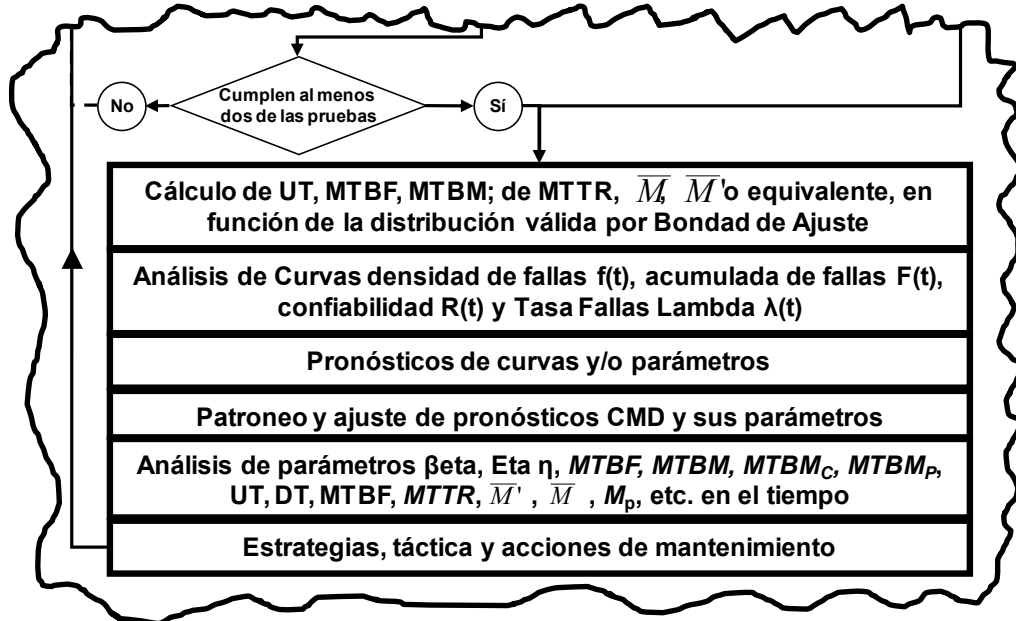 Cumplen al menos
dos de las pruebas
No
Sí
Cálculo de UT, MTBF, MTBM; de MTTR, M̅, M̅'o equivalente, en
función de la distribución válida por Bondad de Ajuste
Análisis de Curvas densidad de fallas f(t), acumulada de fallas F(t),
confiabilidad R(t) y Tasa Fallas Lambda λ(t)
Pronósticos de curvas y/o parámetros
Patroneo y ajuste de pronósticos CMD y sus parámetros
Análisis de parámetros βeta, Eta η, MTBF, MTBM, MTBM_C, MTBM_P,
UT, DT, MTBF, MTTR, M̅' , M̅ , M_p, etc. en el tiempo
Estrategias, táctica y acciones de mantenimiento